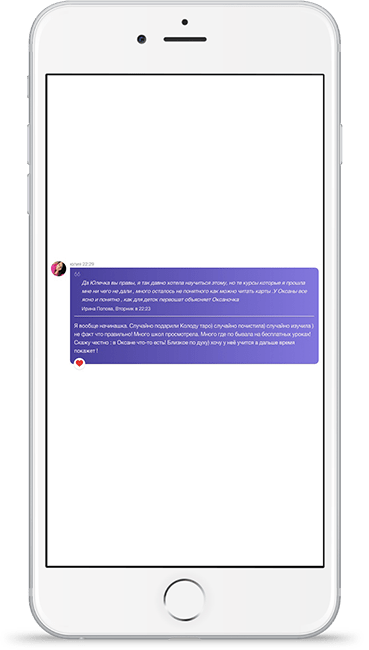 юлия 22:29
Да Юлечка вы правы, я так давно хотела научиться этому, но те курсы которые я прошла
мне ни чего не дали , много осталось не понятного как можно читать карты .У Оксаны все
ясно и понятно , как для деток первошат объясняет Оксаночка
Ирина Попова, Вторник в 22:23
Я вообще начинашка. Случайно подарили Колоду таро) случайно почистила) случайно изучила )
не факт что правильно! Много школ просмотрела. Много где по бывала на бесплатных уроках!
Скажу честно : в Оксане что-то есть! Близкое по духу) хочу у неё учится а дальше время
покажет !